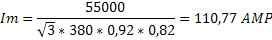 Im = 55000 / (√3 * 380 * 0,92 * 0,82) = 110,77 AMP